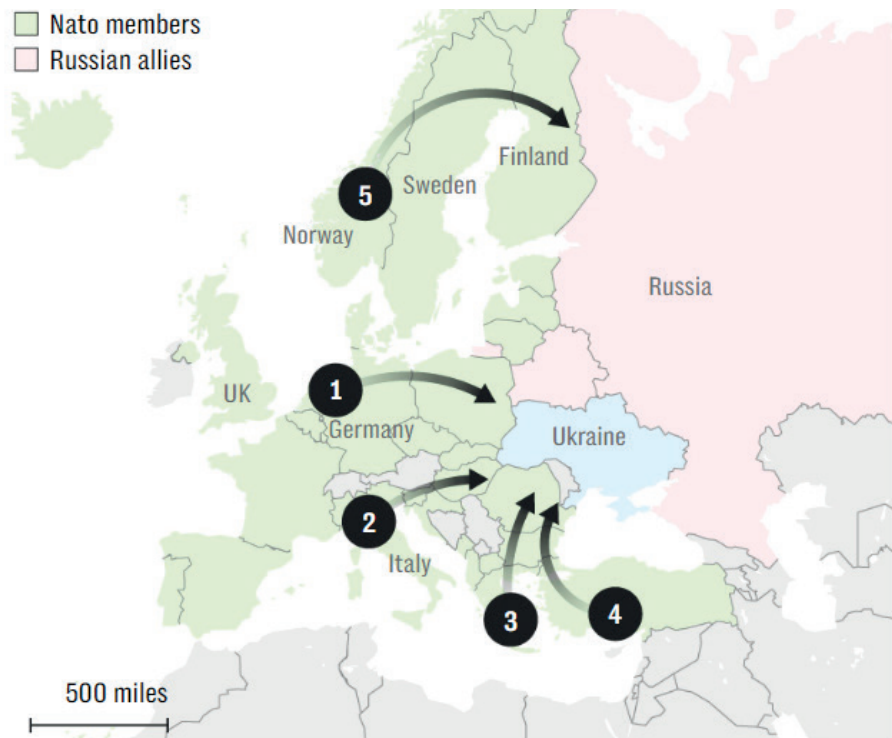 Nato members
Russian allies
Finland
Sweden
5
Norway
Russia
1
UK
Germany
Ukraine
2
Italy
3
4
500 miles